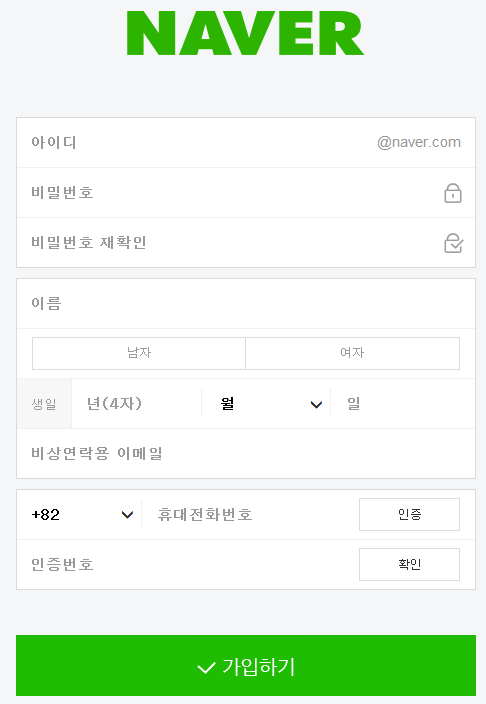 NAVER
아이디 @naver.com
비밀번호
비밀번호 재확인
이름
남자 여자
생일 년(4자) 월 일
비상연락용 이메일
+82 휴대전화번호 인증
인증번호 확인
가입하기